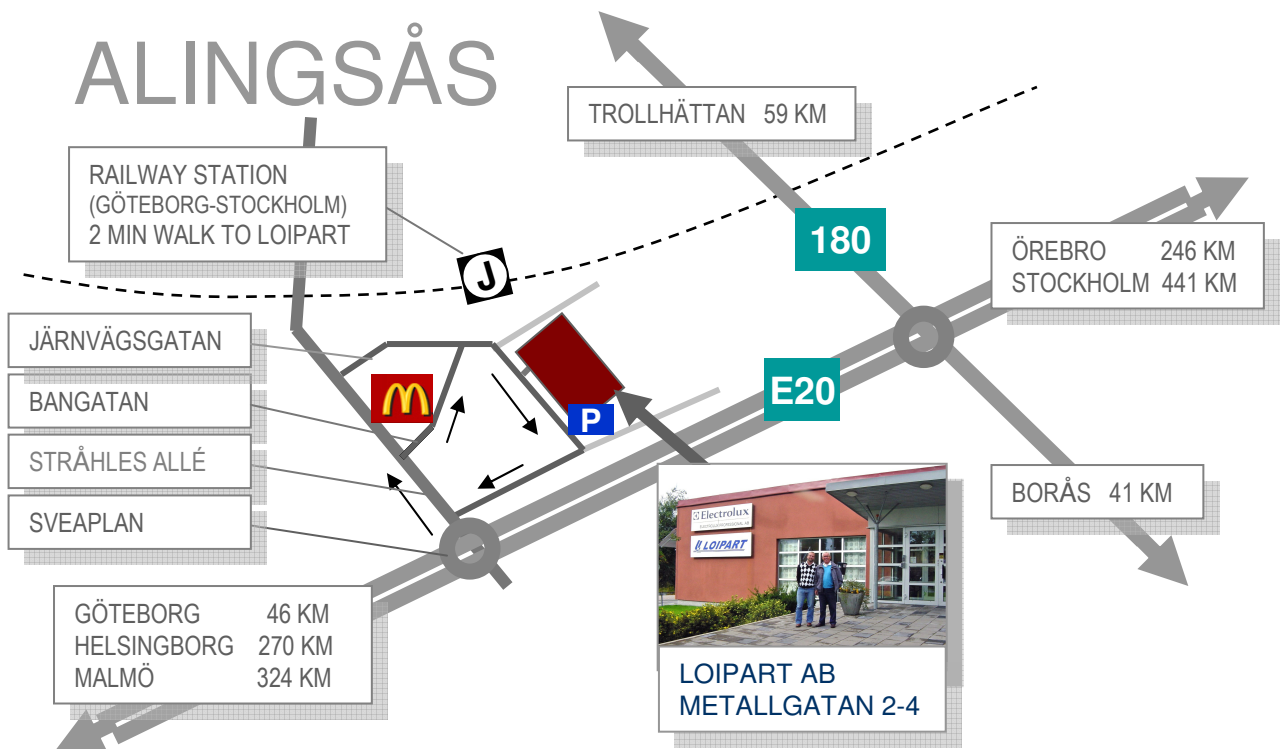 ALINGSÅS
TROLLHÄTTAN 59 KM
RAILWAY STATION
(GÖTEBORG-STOCKHOLM)
2 MIN WALK TO LOIPART
180
ÖREBRO 246 KM
STOCKHOLM 441 KM
J
JÄRNVÄGSGATAN
BANGATAN
STRÅHLES ALLÉ
SVEAPLAN
M
P
E20
BORÅS 41 KM
GÖTEBORG 46 KM
HELSINGBORG 270 KM
MALMÖ 324 KM
Electrolux
LOIPART
LOIPART AB
METALLGATAN 2-4